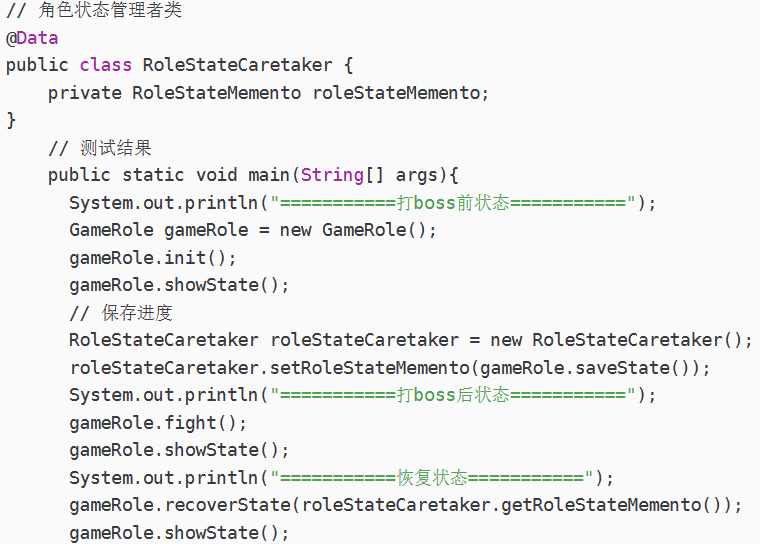 // 角色状态管理者类
@Data
public class RoleStateCaretaker {
    private RoleStateMemento roleStateMemento;
}
    // 测试结果
    public static void main(String[] args){
      System.out.println("===========打boss前状态===========");
      GameRole gameRole = new GameRole();
      gameRole.init();
      gameRole.showState();
      // 保存进度
      RoleStateCaretaker roleStateCaretaker = new RoleStateCaretaker();
      roleStateCaretaker.setRoleStateMemento(gameRole.saveState());
      System.out.println("===========打boss后状态===========");
      gameRole.fight();
      gameRole.showState();
      System.out.println("===========恢复状态===========");
      gameRole.recoverState(roleStateCaretaker.getRoleStateMemento());
      gameRole.showState();